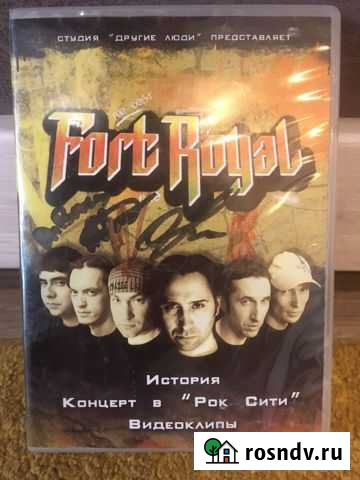 СТУДИЯ "ДРУГИЕ ЛЮДИ" ПРЕДСТАВЛЯЕТ
Fort Royal
История
Концерт в "Рок Сити"
Видеоклипы
rosndv.ru